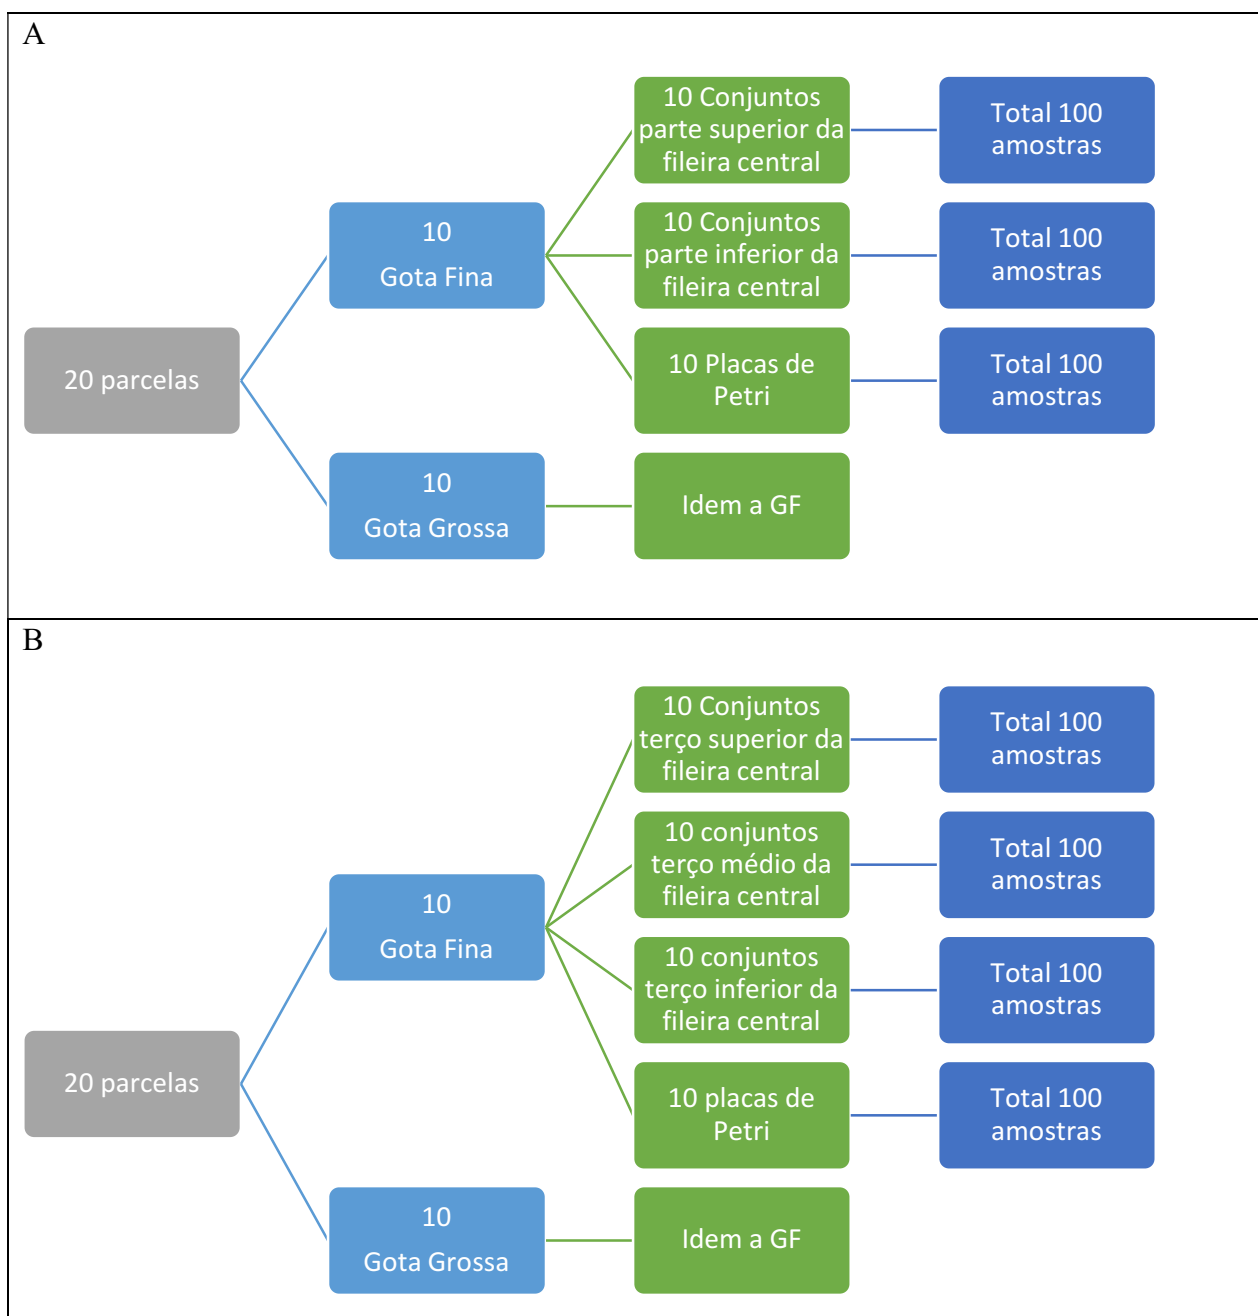 A
20 parcelas
10
Gota Fina
10 Conjuntos
parte superior da
fileira central
Total 100
amostras
10 Conjuntos
parte inferior da
fileira central
Total 100
amostras
10 Placas de
Petri
Total 100
amostras
10
Gota Grossa
Idem a GF
B
20 parcelas
10
Gota Fina
10 Conjuntos
terço superior da
fileira central
Total 100
amostras
10 conjuntos
terço médio da
fileira central
Total 100
amostras
10 conjuntos
terço inferior da
fileira central
Total 100
amostras
10 placas de
Petri
Total 100
amostras
10
Gota Grossa
Idem a GF